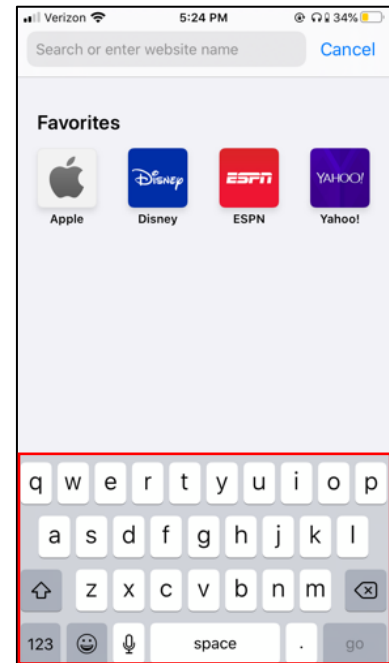 Verizon 5:24 PM 34%
Search or enter website name Cancel
Favorites
Disney ESPN YAHOO!
Apple Disney ESPN Yahoo!
q w e r t y u i o p
a s d f g h j k l
z x c v b n m
123 space . go